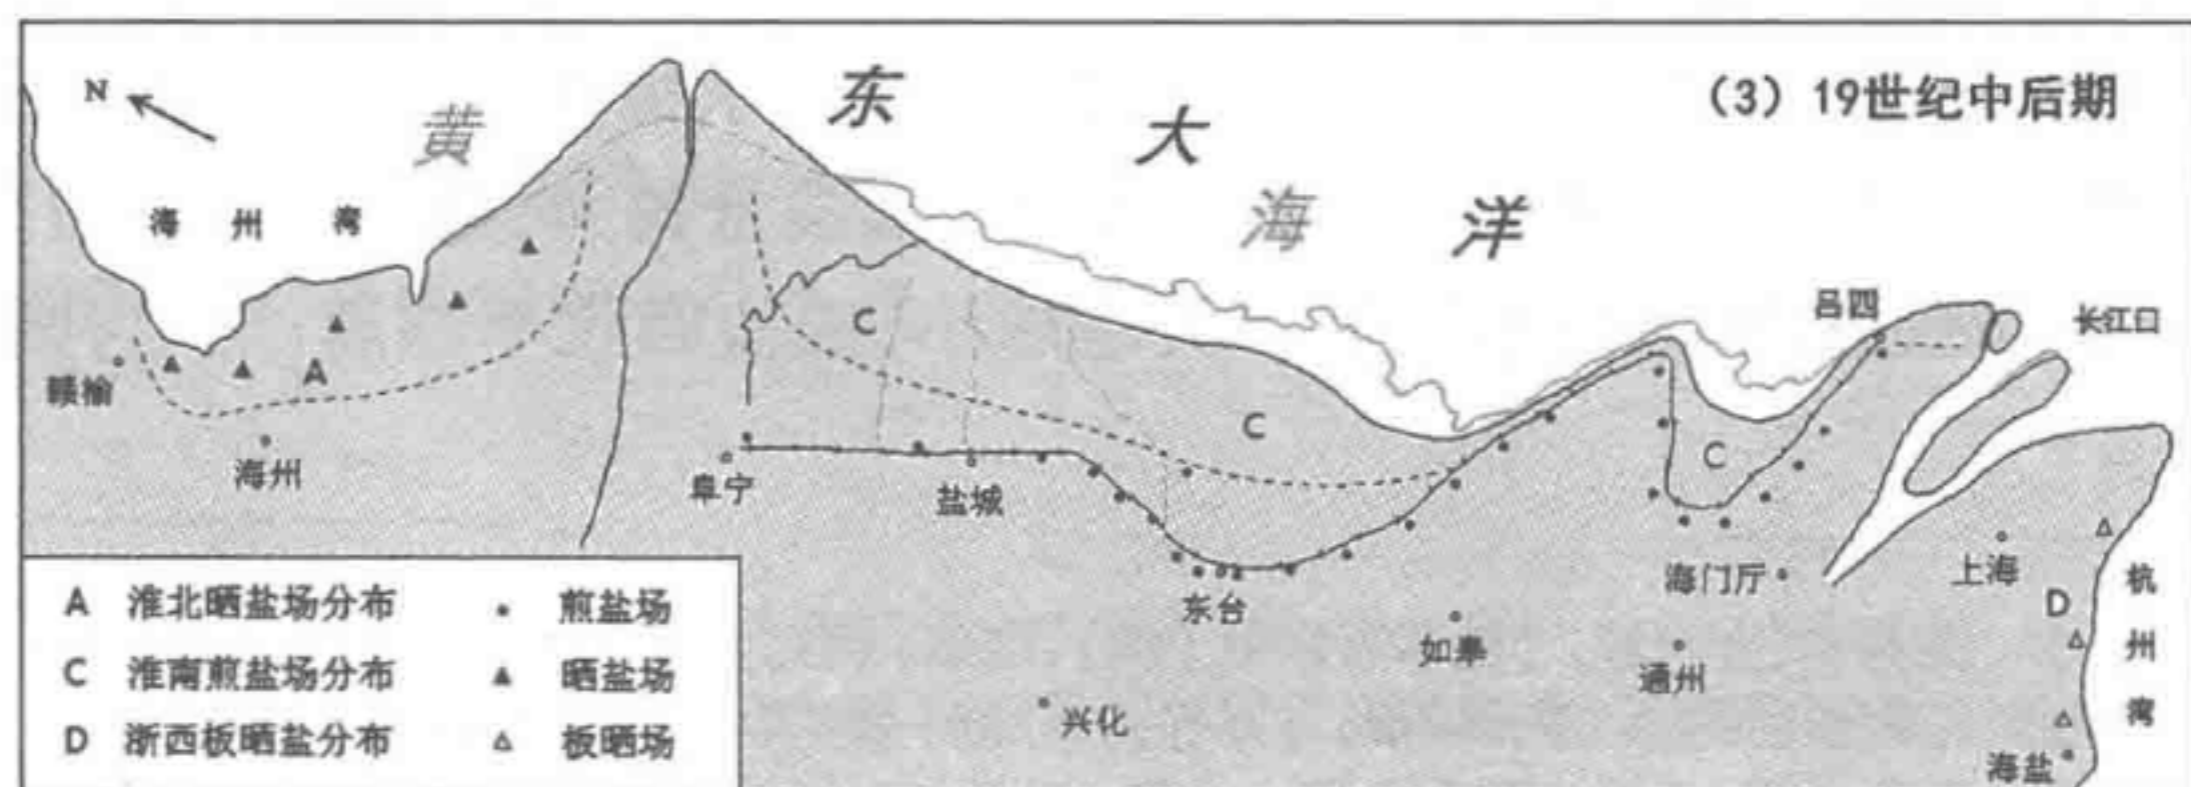 (3) 19世纪中后期
N
黄
海
东
大
洋
海州湾
吕四
长江口
C
A
赣榆
海州
阜宁
盐城
C
C
东台
如皋
海门厅
通州
上海
D
杭州湾
兴化
海盐
A 淮北晒盐场分布
煎盐场
C 淮南煎盐场分布
晒盐场
D 浙西板晒盐分布
板晒场